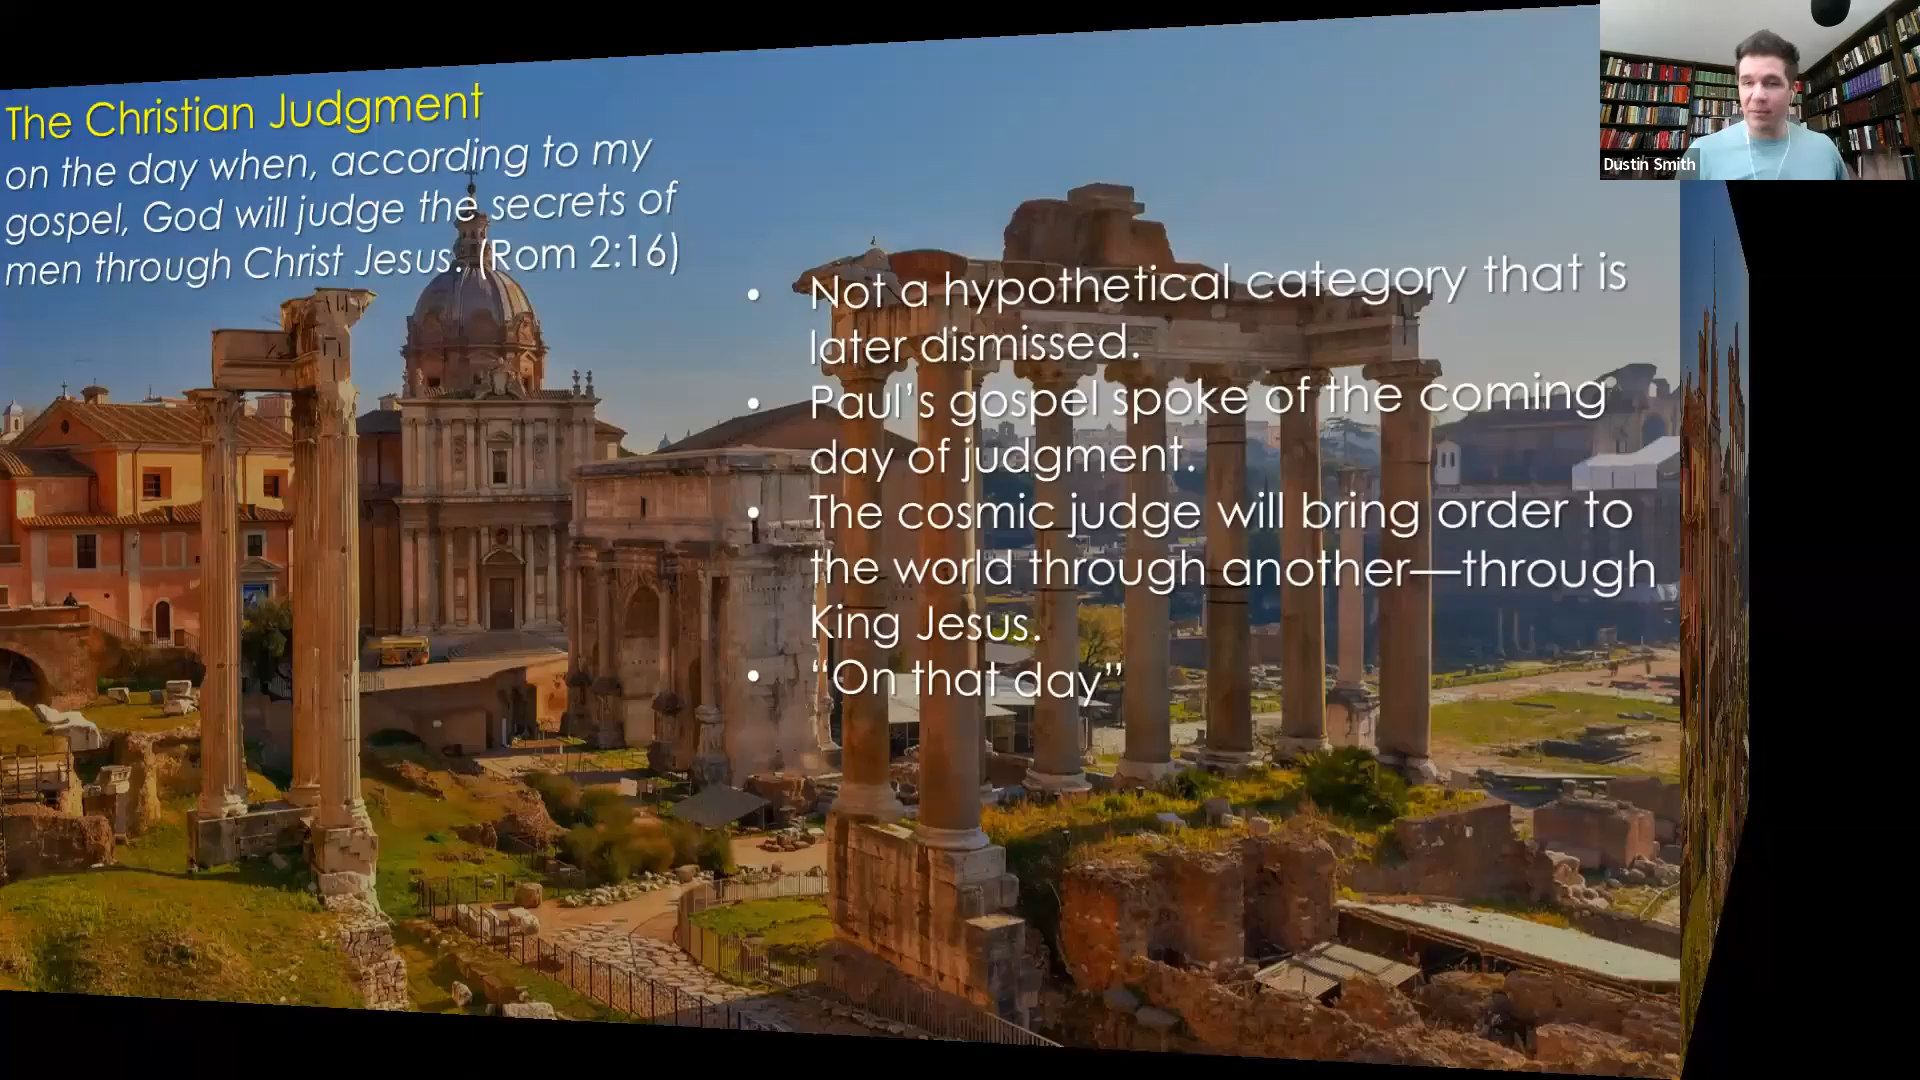 The Christian Judgment
on the day when, according to my
gospel, God will judge the secrets of
men through Christ Jesus. (Rom 2:16)
• Not a hypothetical category that is
later dismissed.
• Paul’s gospel spoke of the coming
day of judgment.
• The cosmic judge will bring order to
the world through another—through
King Jesus.
• “On that day”
Dustin Smith